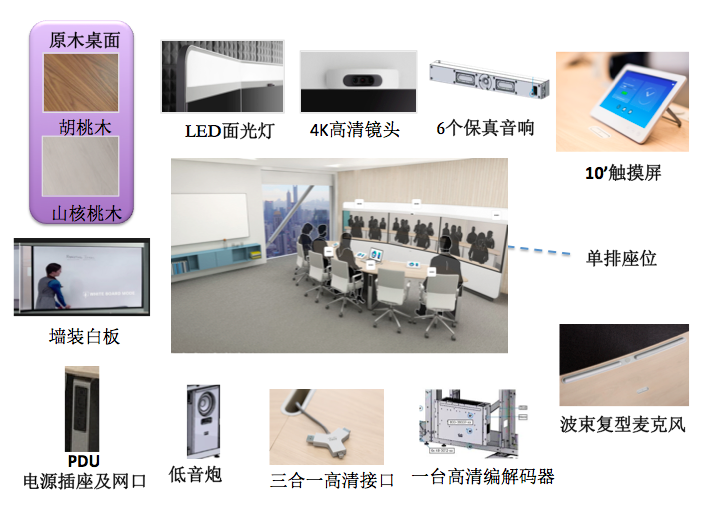 原木桌面
胡桃木
山核桃木
LED面光灯
4K高清镜头
6个保真音响
10’触摸屏
单排座位
墙装白板
波束复型麦克风
PDU
电源插座及网口
低音炮
三合一高清接口
一台高清编解码器